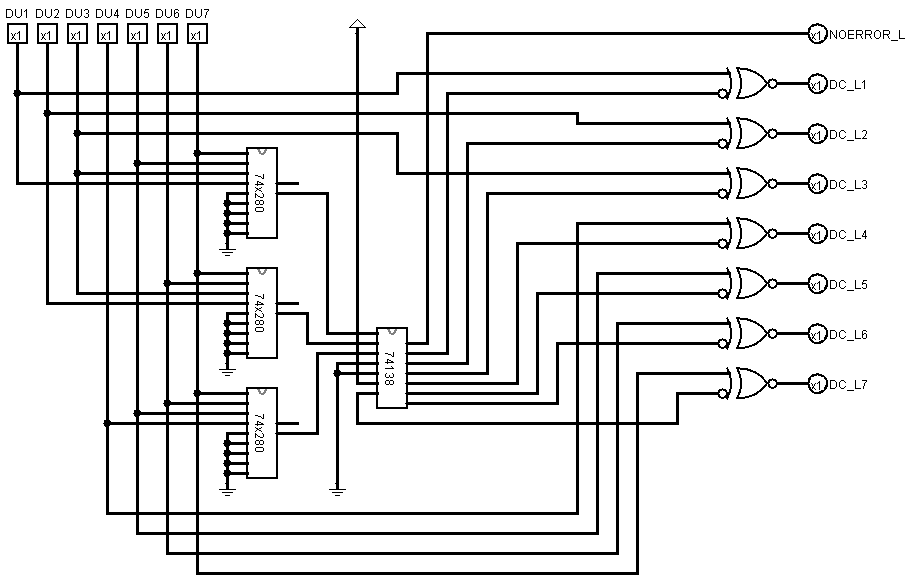 DU1 DU2 DU3 DU4 DU5 DU6 DU7
x1 x1 x1 x1 x1 x1 x1
x1 NOERROR_L
x1 DC_L1
x1 DC_L2
74x280
x1 DC_L3
x1 DC_L4
74x280
x1 DC_L5
x1 DC_L6
74138
x1 DC_L7
74x280